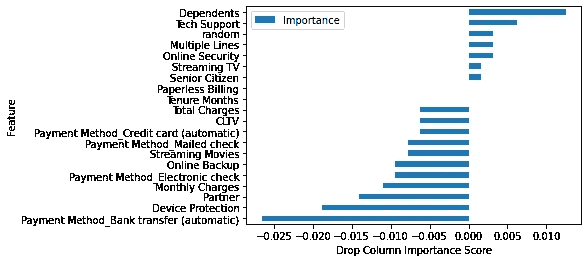 Dependents
Tech Support
random
Multiple Lines
Online Security
Streaming TV
Senior Citizen
Paperless Billing
Tenure Months
Total Charges
CLTV
Payment Method_Credit card (automatic)
Payment Method_Mailed check
Streaming Movies
Online Backup
Payment Method_Electronic check
Monthly Charges
Partner
Device Protection
Payment Method_Bank transfer (automatic)
Feature
Importance
−0.025 −0.020 −0.015 −0.010 −0.005 0.000 0.005 0.010
Drop Column Importance Score